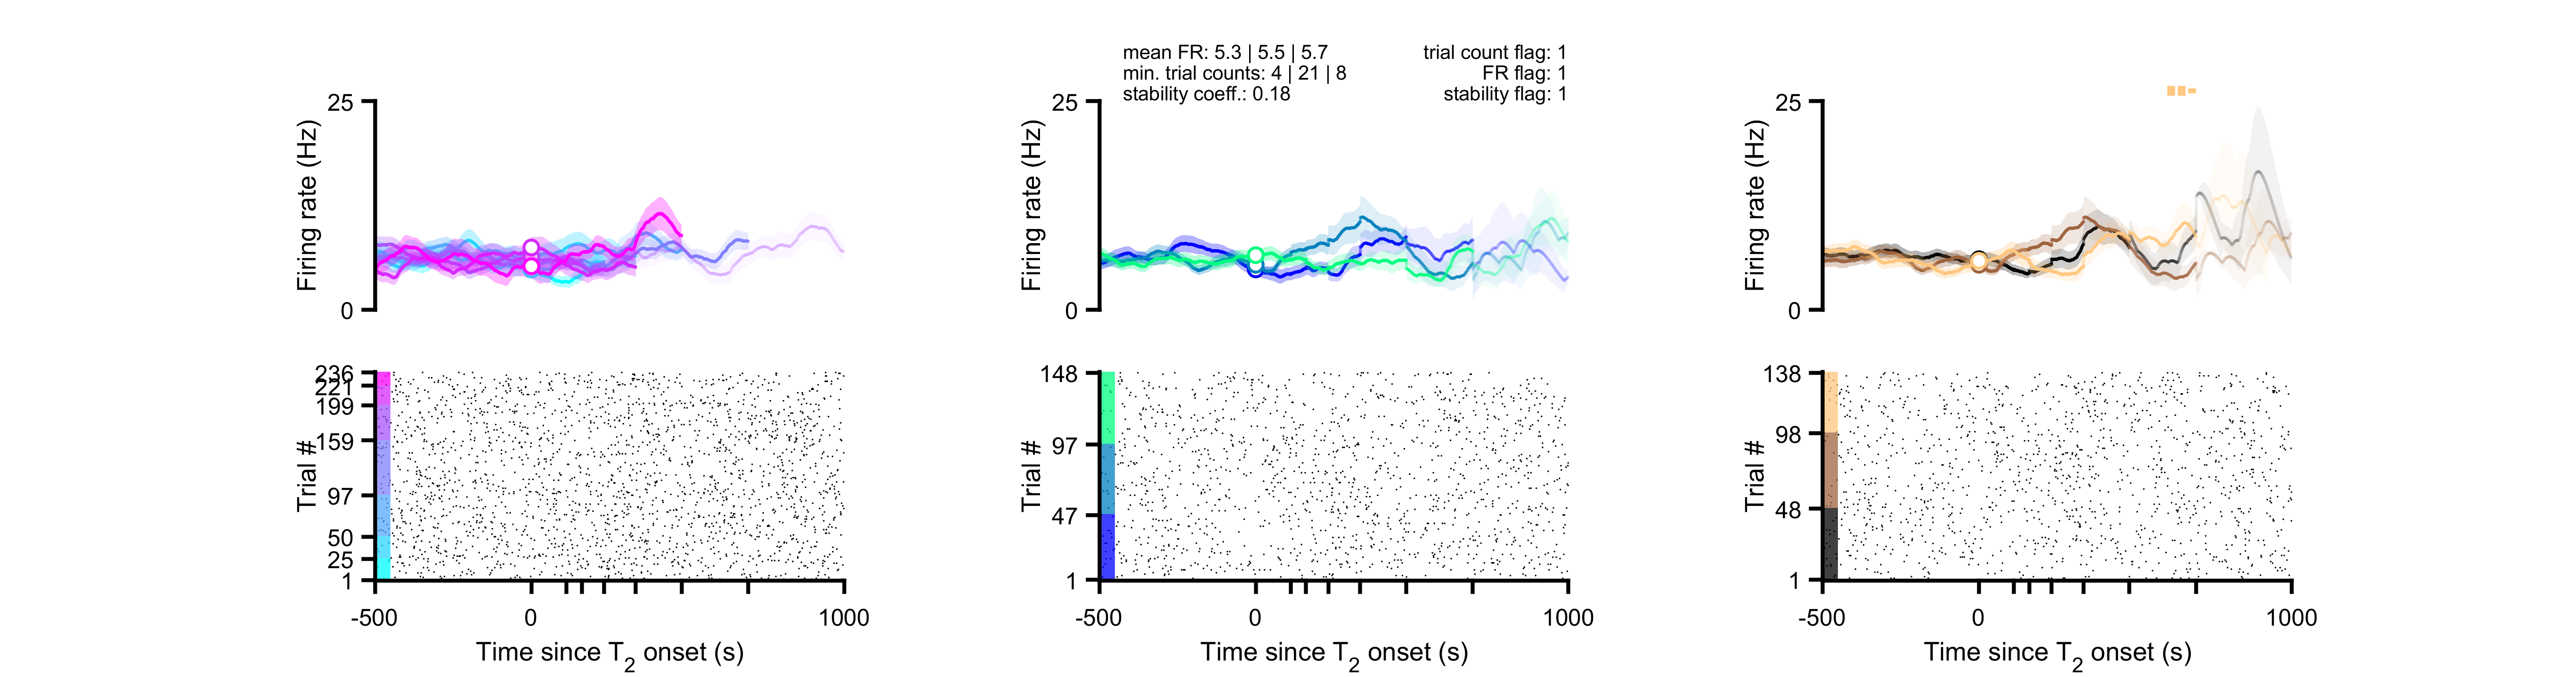 mean FR: 5.3 | 5.5 | 5.7
min. trial counts: 4 | 21 | 8
stability coeff.: 0.18
trial count flag: 1
FR flag: 1
stability flag: 1
25
Firing rate (Hz)
0
25
Firing rate (Hz)
0
25
Firing rate (Hz)
0
236
221
199
159
97
50
25
1
Trial #
-500
0
1000
Time since T2 onset (s)
148
97
47
1
Trial #
-500
0
1000
Time since T2 onset (s)
138
98
48
1
Trial #
-500
0
1000
Time since T2 onset (s)